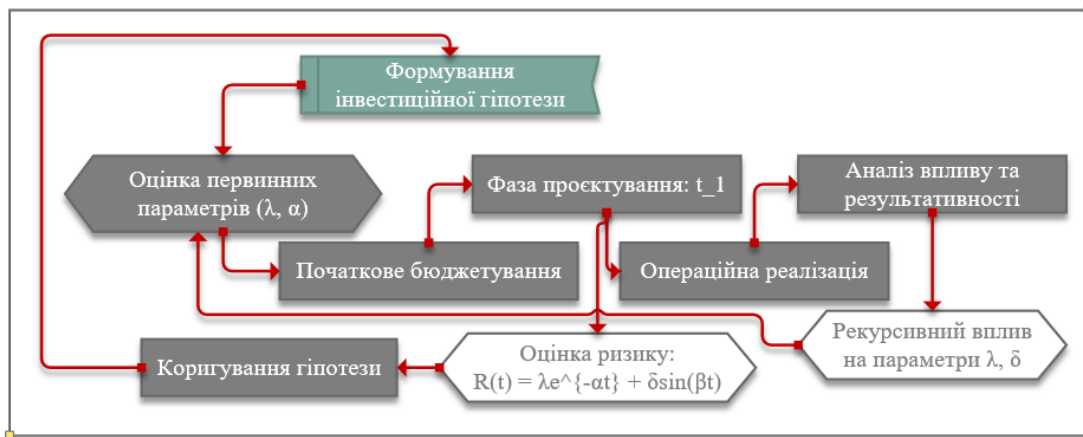 Формування
інвестиційної гіпотези
Оцінка первинних
параметрів (λ, α)
Фаза проєктування: t_1
Аналіз впливу та
результативності
Початкове бюджетування
Операційна реалізація
Рекурсивний вплив
на параметри λ, δ
Коригування гіпотези
Оцінка ризику:
R(t) = λe^{-αt} + δsin(βt)